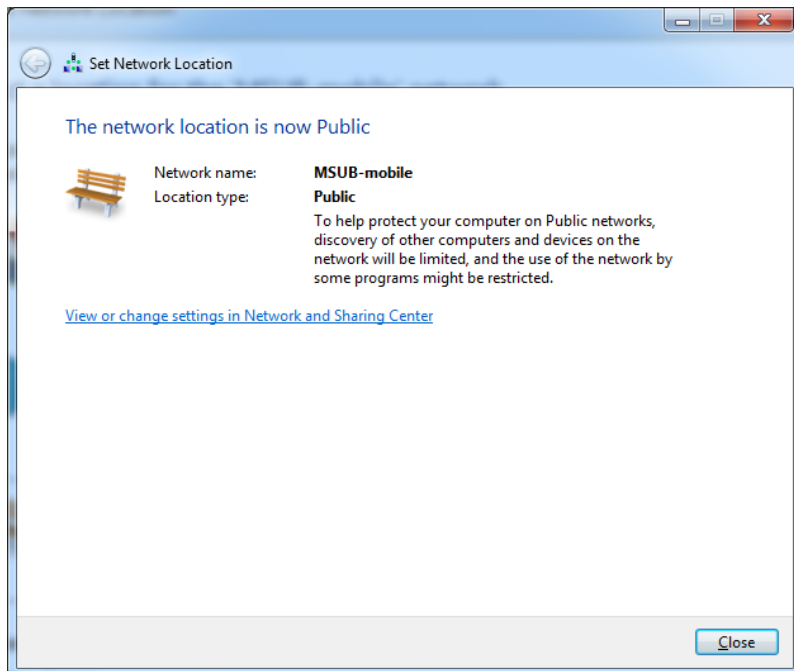 Set Network Location
The network location is now Public
Network name: MSUB-mobile
Location type: Public
To help protect your computer on Public networks,
discovery of other computers and devices on the
network will be limited, and the use of the network by
some programs might be restricted.
View or change settings in Network and Sharing Center
Close